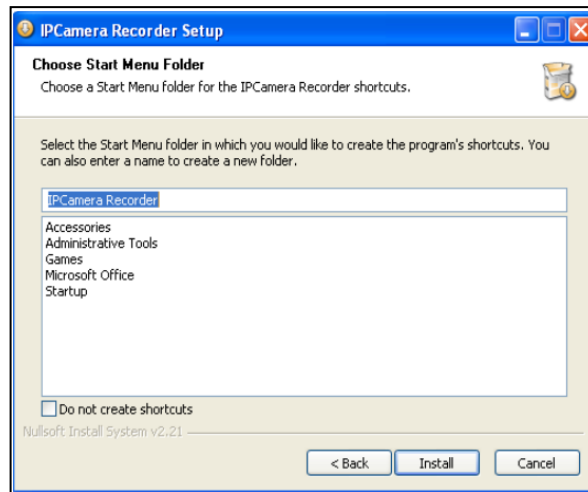 IPCamera Recorder Setup
Choose Start Menu Folder
Choose a Start Menu folder for the IPCamera Recorder shortcuts.
Select the Start Menu folder in which you would like to create the program's shortcuts. You
can also enter a name to create a new folder.
IPCamera Recorder
Accessories
Administrative Tools
Games
Microsoft Office
Startup
Do not create shortcuts
Nullsoft Install System v2.21
< Back Install Cancel